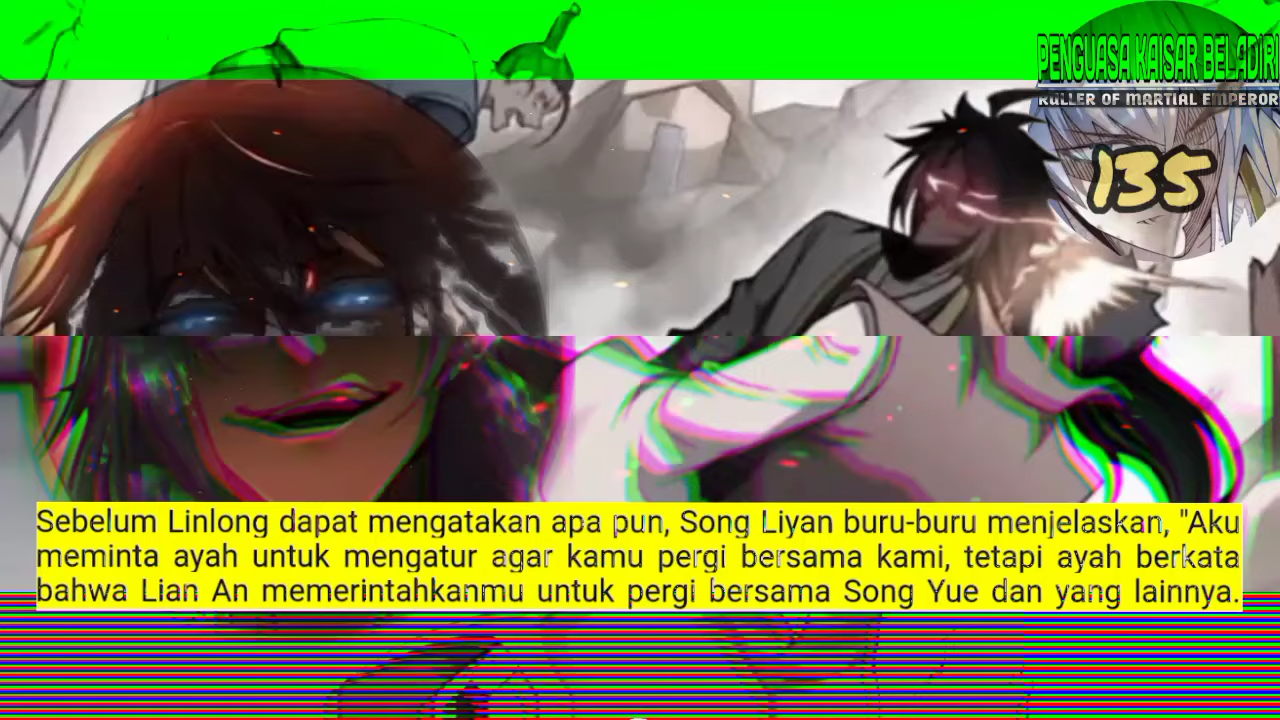 PENGUASA KAISAR BELADIRI
RULLER OF MARTIAL EMPEROR
135
Sebelum Linlong dapat mengatakan apa pun, Song Liyan buru-buru menjelaskan, "Aku
meminta ayah untuk mengatur agar kamu pergi bersama kami, tetapi ayah berkata
bahwa Lian An memerintahkanmu untuk pergi bersama Song Yue dan yang lainnya.